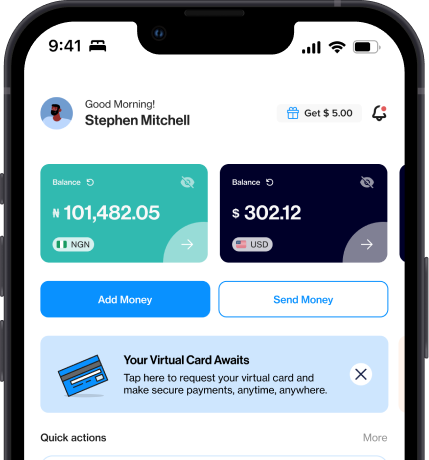 9:41
Good Morning!
Stephen Mitchell
Get $ 5.00
Balance
₦ 101,482.05
NGN
Balance
$ 302.12
USD
Add Money
Send Money
Your Virtual Card Awaits
Tap here to request your virtual card and
make secure payments, anytime, anywhere.
Quick actions
More